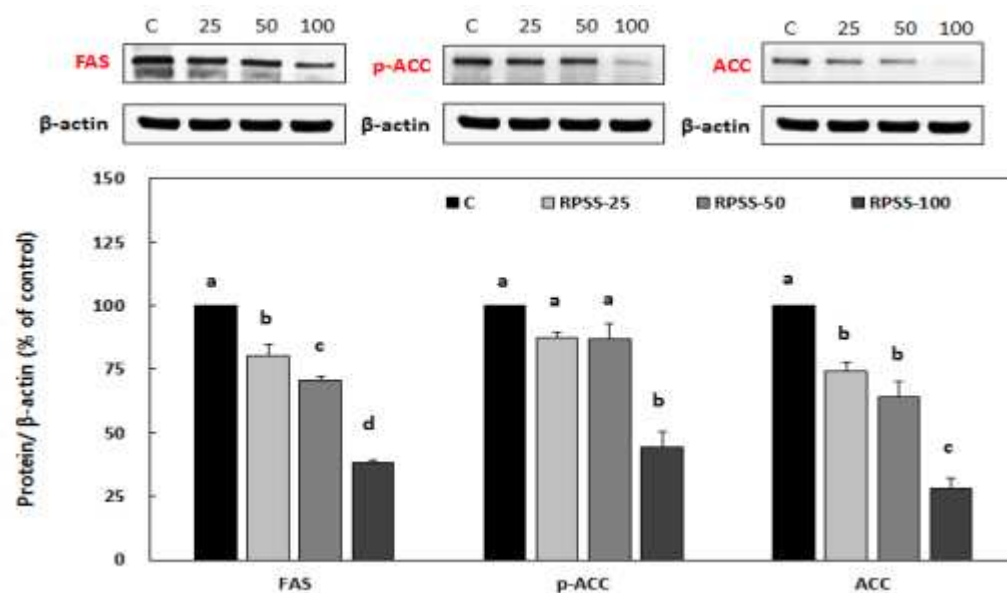 C 25 50 100 C 25 50 100 C 25 50 100
FAS p-ACC ACC
β-actin β-actin β-actin
150
C RPSS-25 RPSS-50 RPSS-100
125
a a a a a
100
b b b
c
75
d b
50
c
25
0
Protein/ β-actin (% of control)
FAS p-ACC ACC